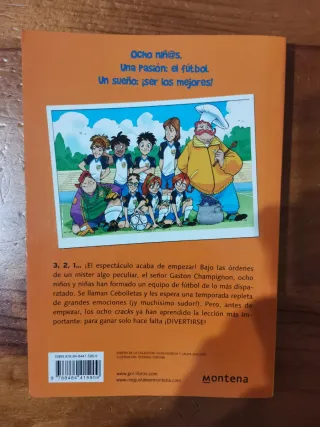 Ocho niñ@s.
Una pasión: el fútbol.
Un sueño: ¡ser los mejores!
3, 2, 1... ¡El espectáculo acaba de empezar! Bajo las órdenes
de un míster algo peculiar, el señor Gaston Champignon, ocho
niños y niñas han formado un equipo de fútbol de lo más dispa-
ratado. Se llaman Cebolletas y les espera una temporada repleta
de grandes emociones (¡y muchísimo sudor!). Pero, antes de
empezar, los ocho cracks ya han aprendido la lección más im-
portante: para ganar solo hace falta ¡DIVERTIRSE!
montena